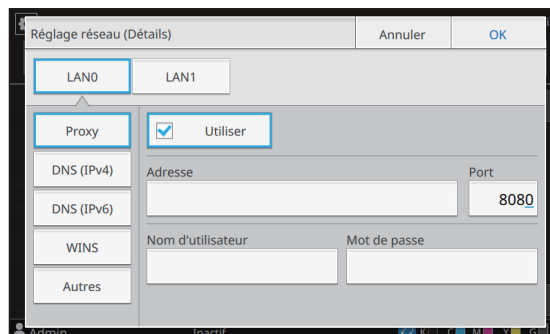 Réglage réseau (Détails) Annuler OK
LAN0 LAN1
Proxy Utiliser
DNS (IPv4) Adresse Port
8080
DNS (IPv6)
WINS Nom d'utilisateur Mot de passe
Autres
Admin Inactif K C M Y G